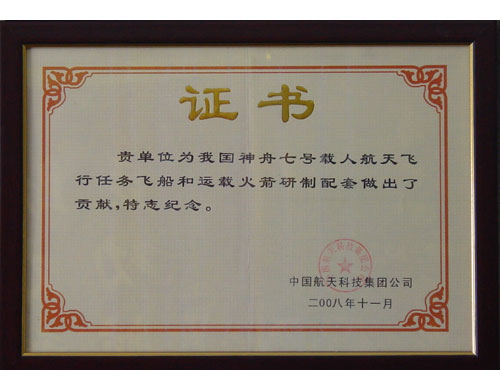 证书
贵单位为我国神舟七号载人航天飞
行任务飞船和运载火箭研制配套做出了
贡献,特志纪念。
中国航天科技集团公司
二00八年十一月